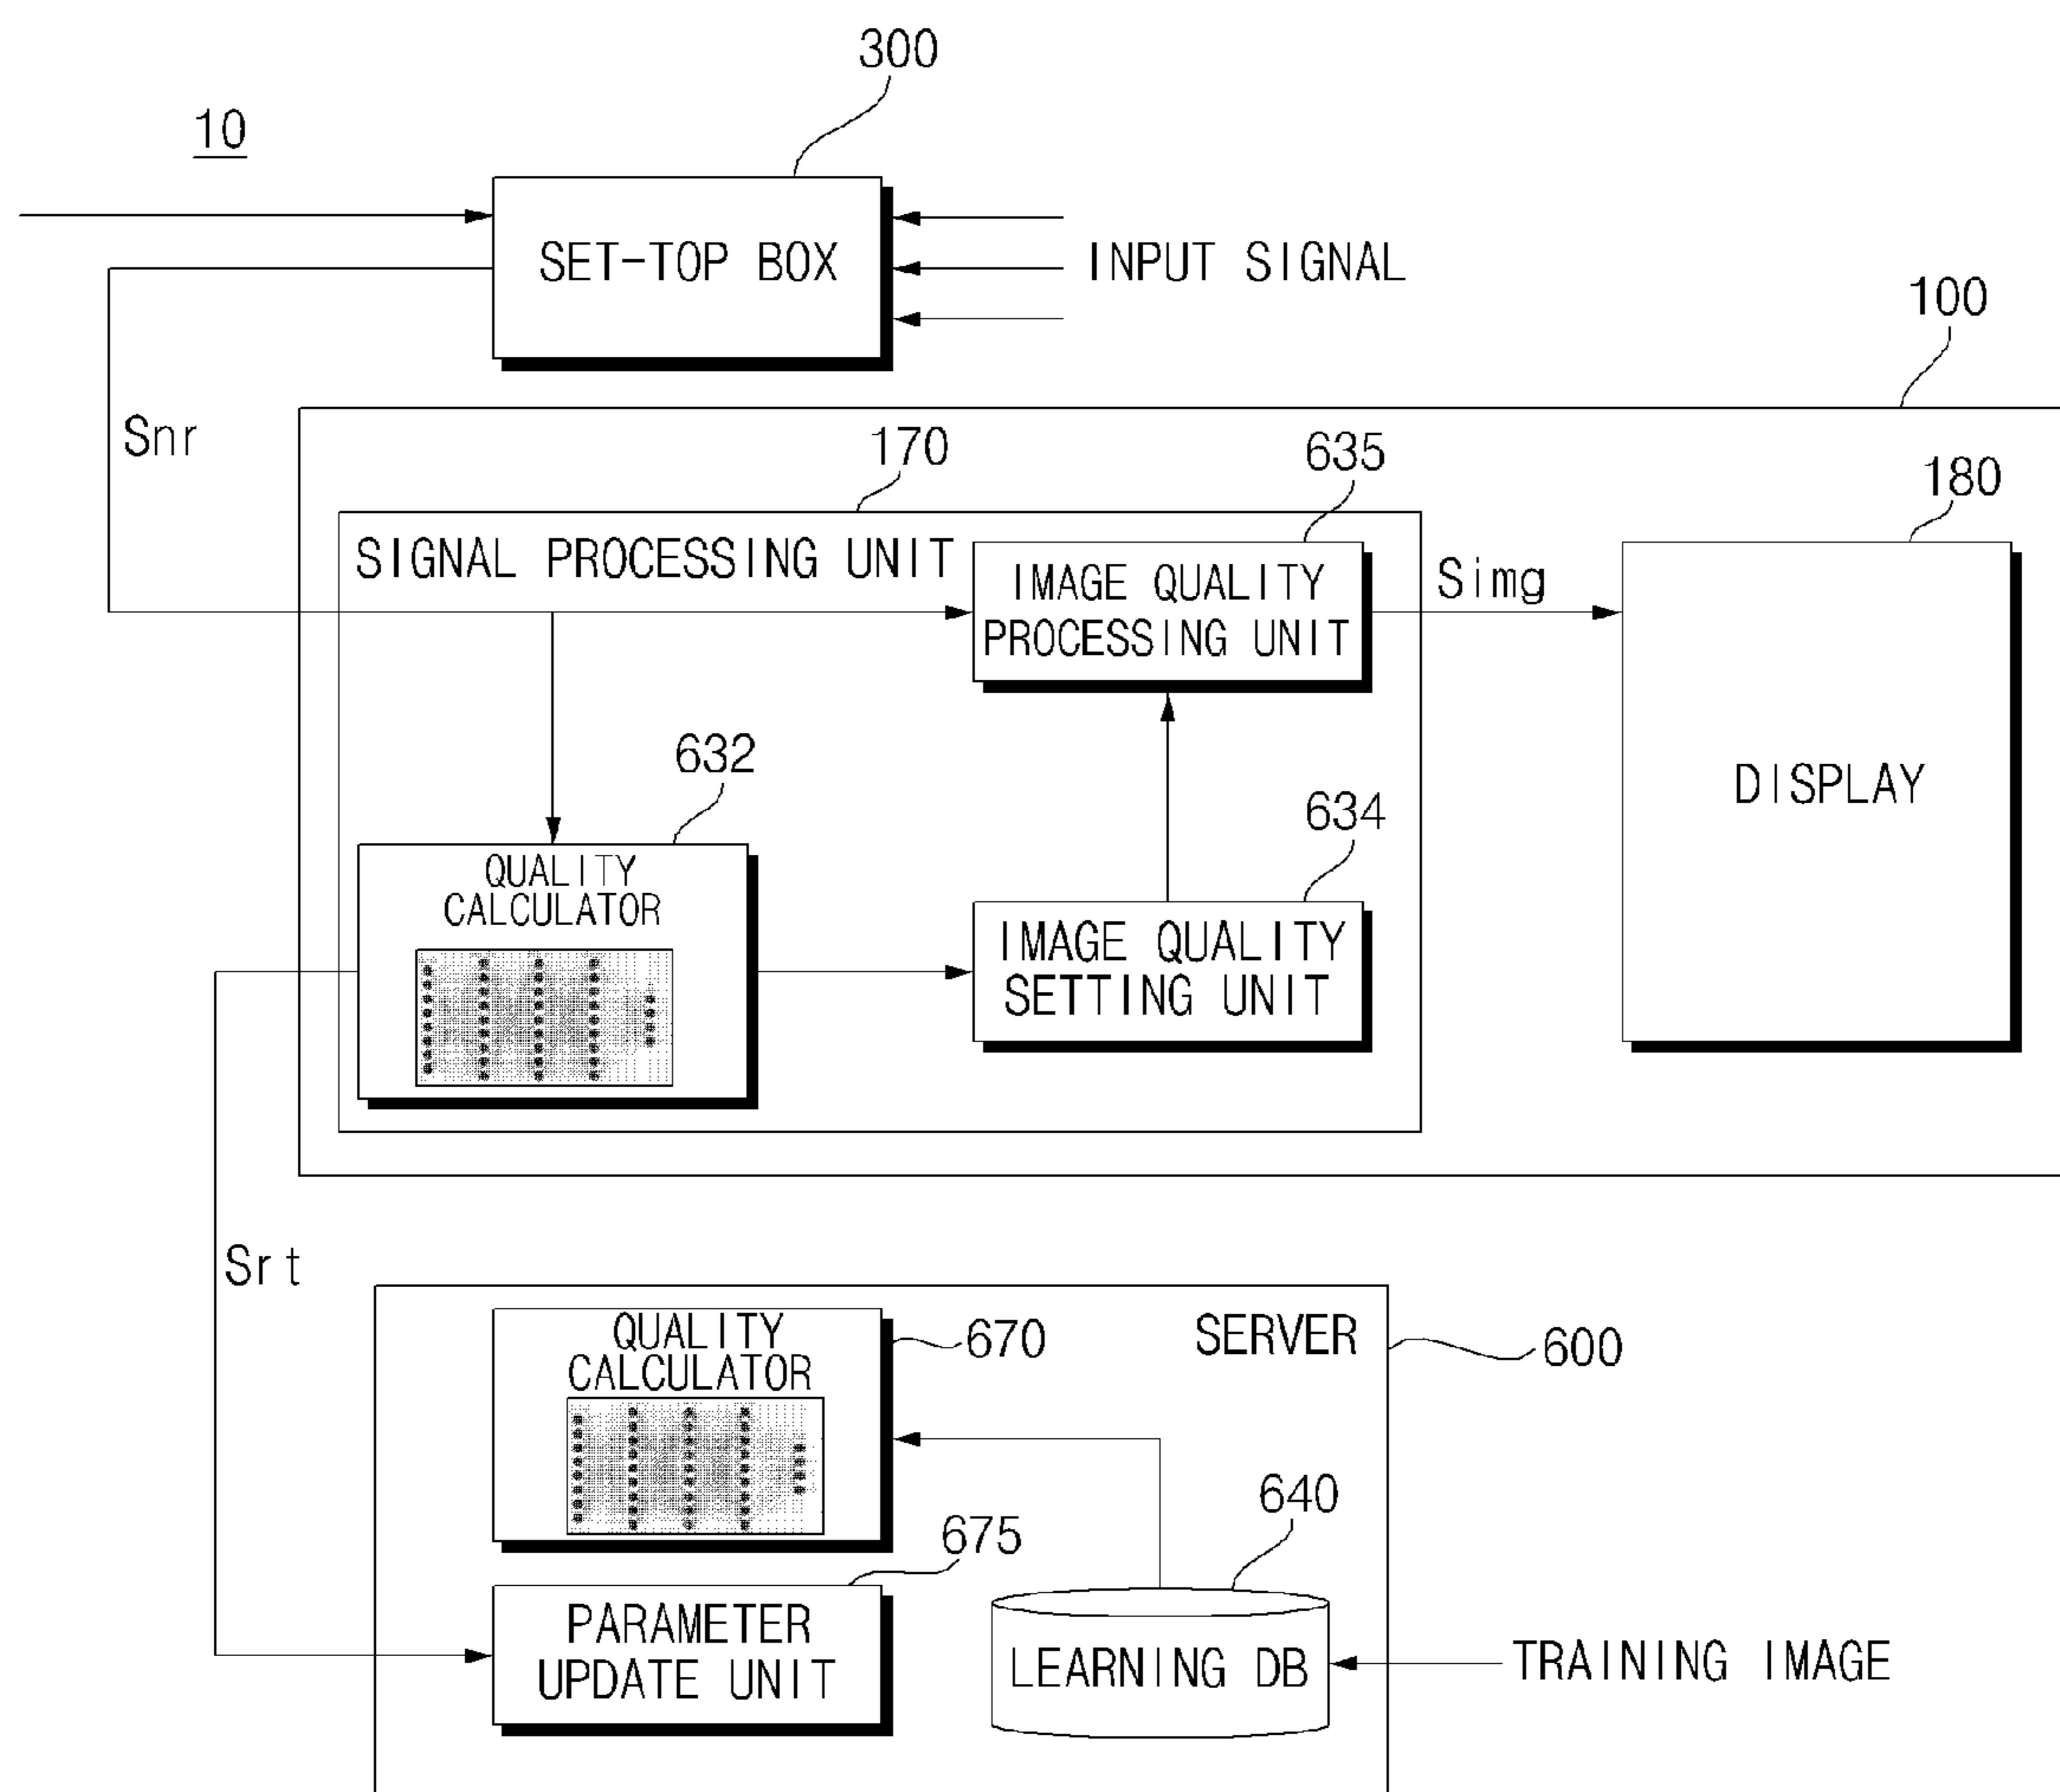 300
10
SET-TOP BOX
INPUT SIGNAL
100
Snr
170
635
180
SIGNAL PROCESSING UNIT
IMAGE QUALITY
PROCESSING UNIT
Simg
632
DISPLAY
634
QUALITY
CALCULATOR
IMAGE QUALITY
SETTING UNIT
Srt
QUALITY
CALCULATOR
670
SERVER
600
640
675
PARAMETER
UPDATE UNIT
LEARNING DB
TRAINING IMAGE